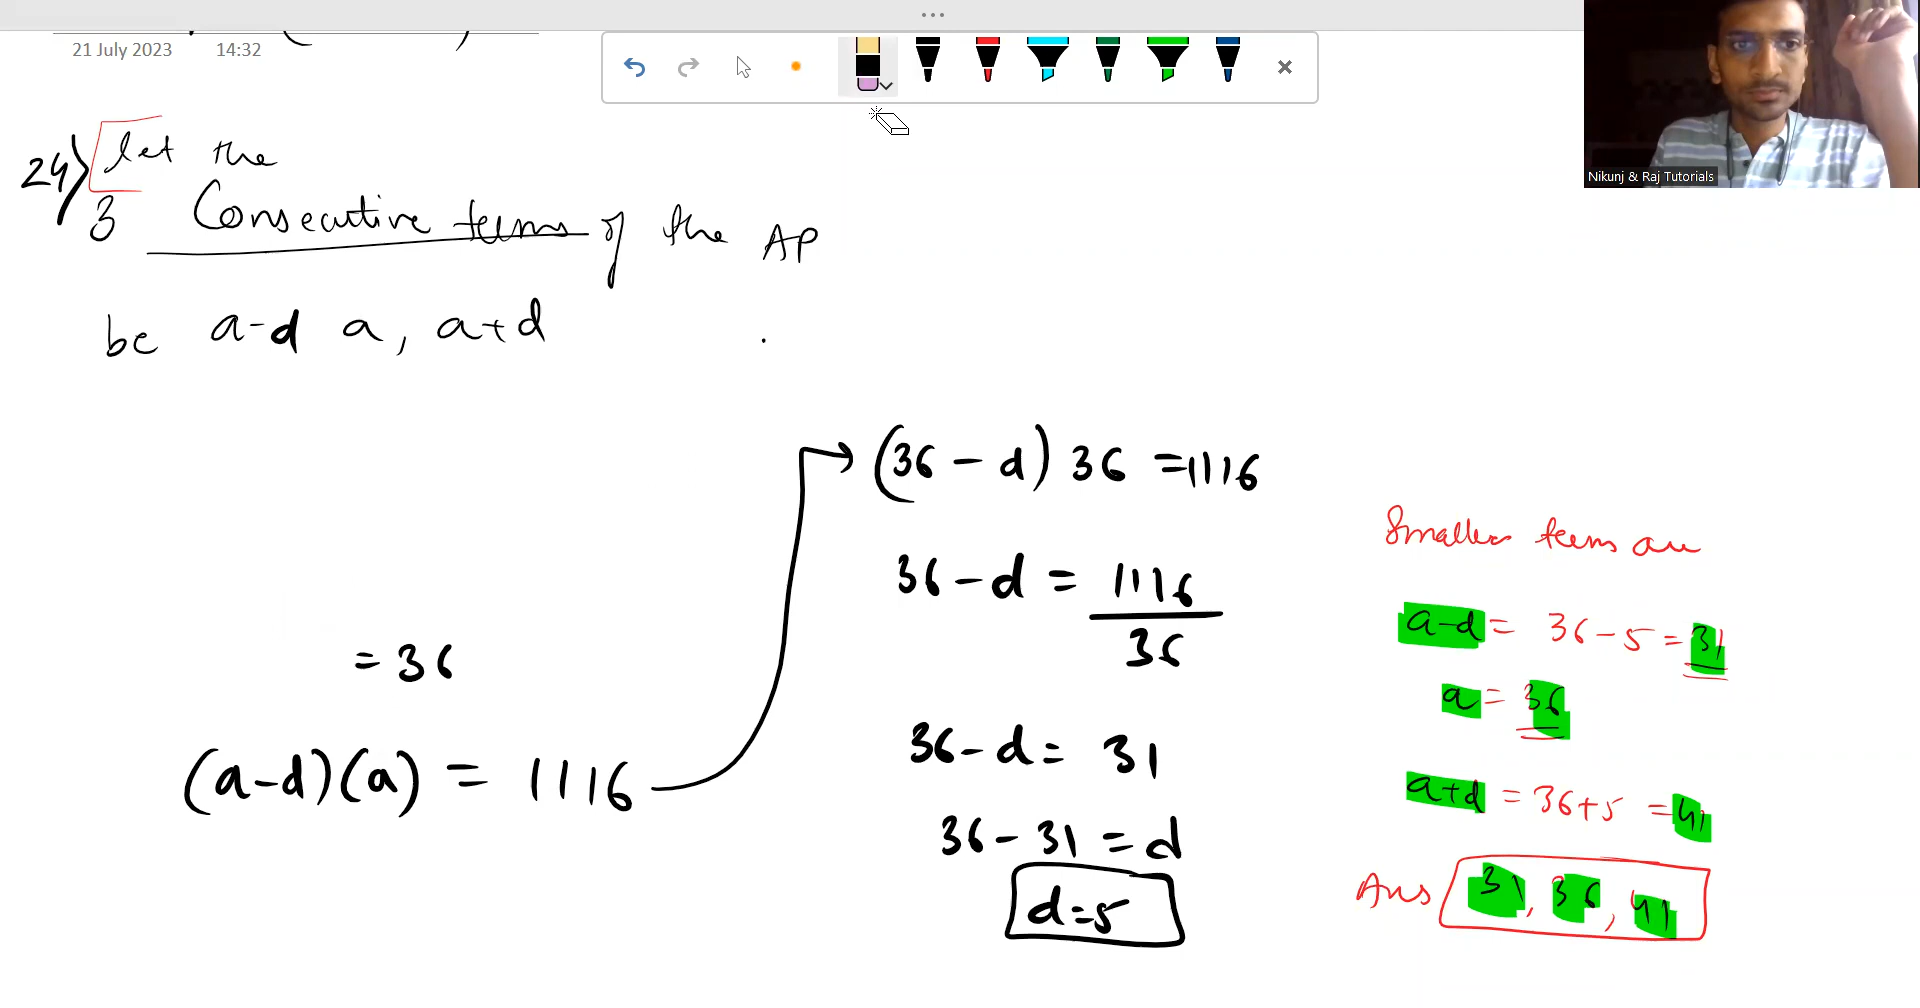 21 July 2023 14:32
Nikunj & Raj Tutorials
24) let the
3 Consecutive terms of the AP
be a-d a, a+d
= 36
(a-d)(a) = 1116
(36 - d) 36 = 1116
36 - d = 1116
36
36 - d = 31
36 - 31 = d
d = 5
Smaller terms are
a-d = 36 - 5 = 31
a = 36
a+d = 36+5 = 41
Ans 31, 36, 41